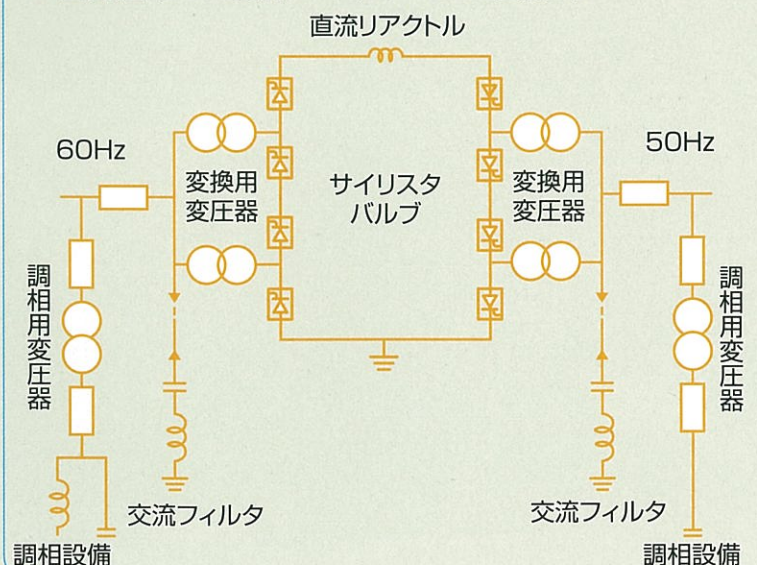 直流リアクトル
60Hz
50Hz
変換用
変圧器
サイリスタ
バルブ
変換用
変圧器
調相用変圧器
調相用変圧器
交流フィルタ
交流フィルタ
調相設備
調相設備